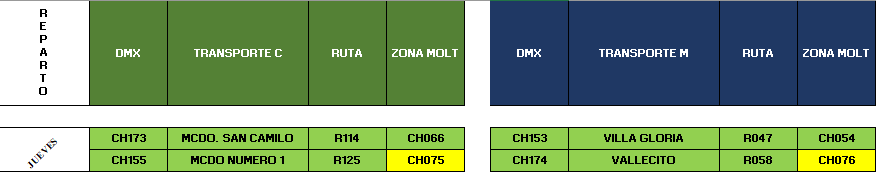 REPARTO
DMX TRANSPORTE C RUTA ZONA MOLT DMX TRANSPORTE M RUTA ZONA MOLT
JUEVES
CH173 MCDO. SAN CAMILO R114 CH066 CH153 VILLA GLORIA R047 CH054
CH155 MCDO NUMERO 1 R125 CH075 CH174 VALLECITO R058 CH076